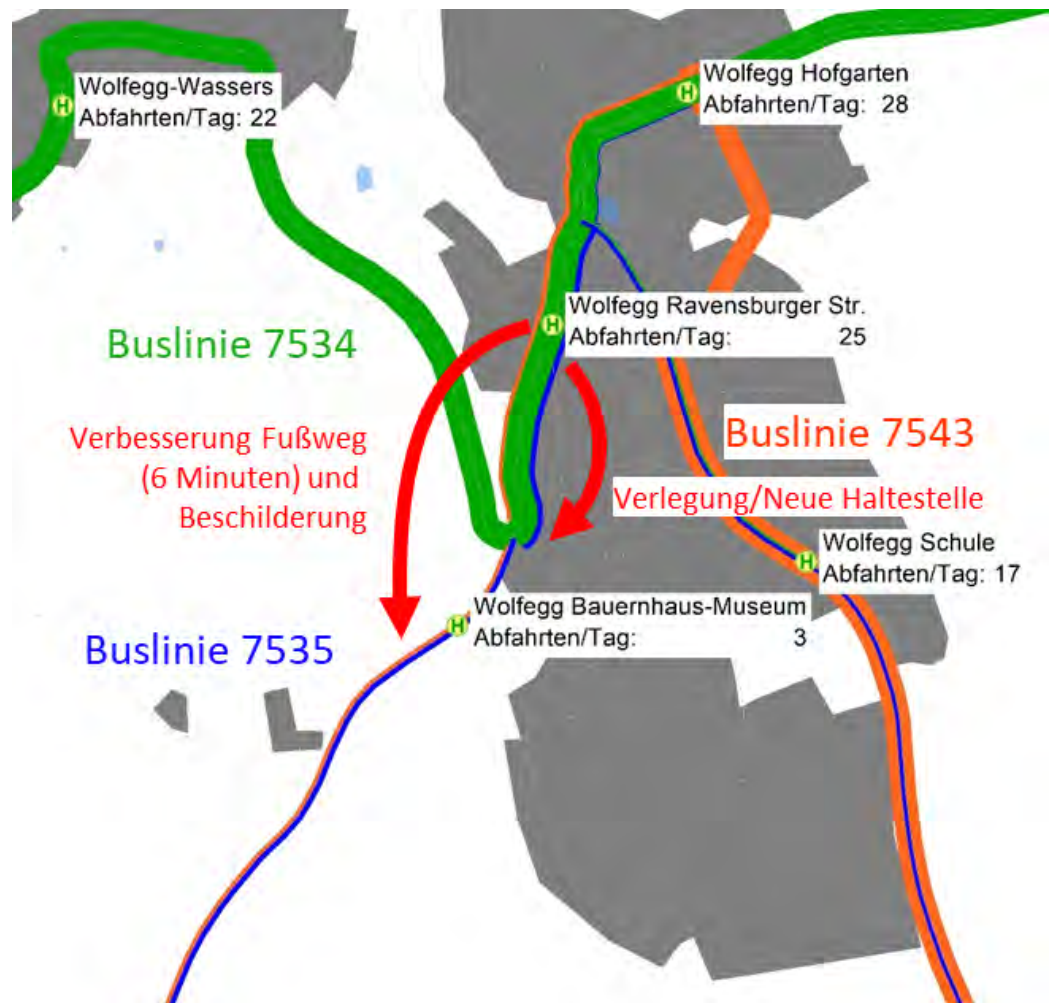 Wolfegg-Wassers
Abfahrten/Tag: 22
H
Wolfegg Hofgarten
Abfahrten/Tag: 28
H
Wolfegg Ravensburger Str.
Abfahrten/Tag: 25
H
Buslinie 7534
Verbesserung Fußweg
(6 Minuten) und
Beschilderung
Buslinie 7543
Verlegung/Neue Haltestelle
Wolfegg Schule
Abfahrten/Tag: 17
H
Wolfegg Bauernhaus-Museum
Abfahrten/Tag: 3
H
Buslinie 7535